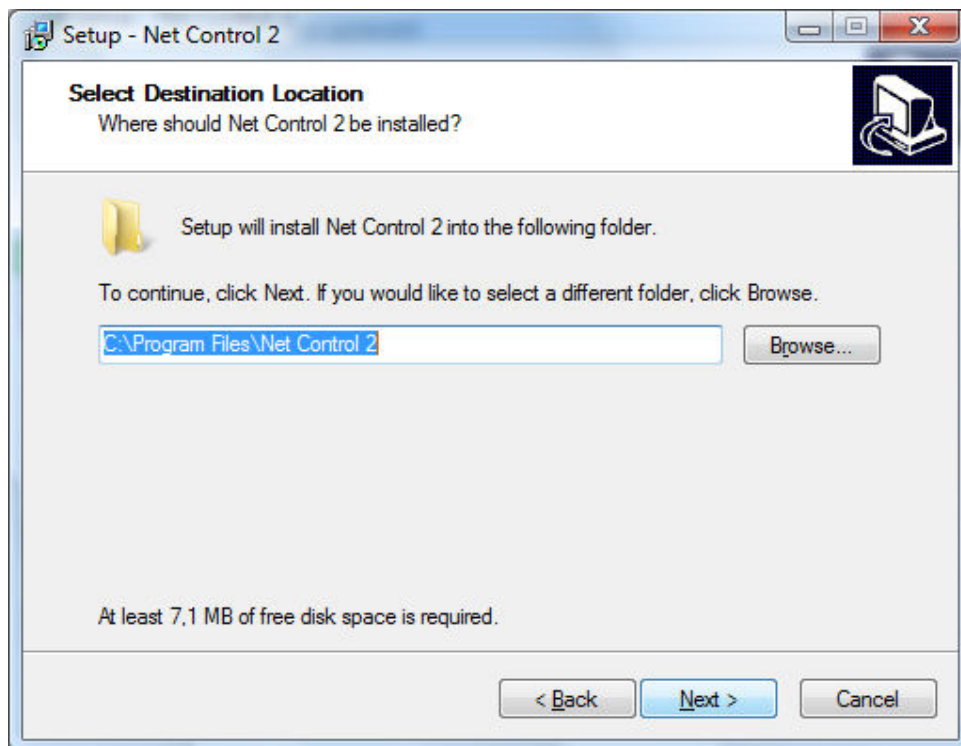 Setup - Net Control 2
Select Destination Location
Where should Net Control 2 be installed?
Setup will install Net Control 2 into the following folder.
To continue, click Next. If you would like to select a different folder, click Browse.
C:\Program Files\Net Control 2
Browse...
At least 7,1 MB of free disk space is required.
< Back
Next >
Cancel